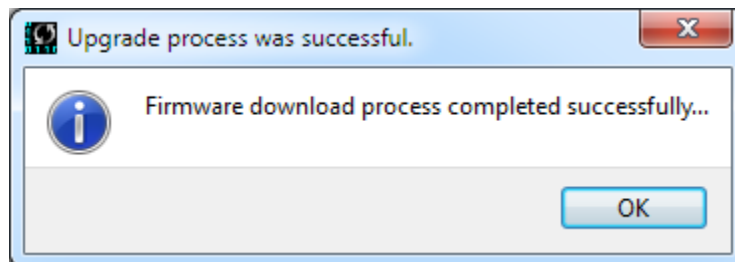 Upgrade process was successful.
Firmware download process completed successfully...
OK